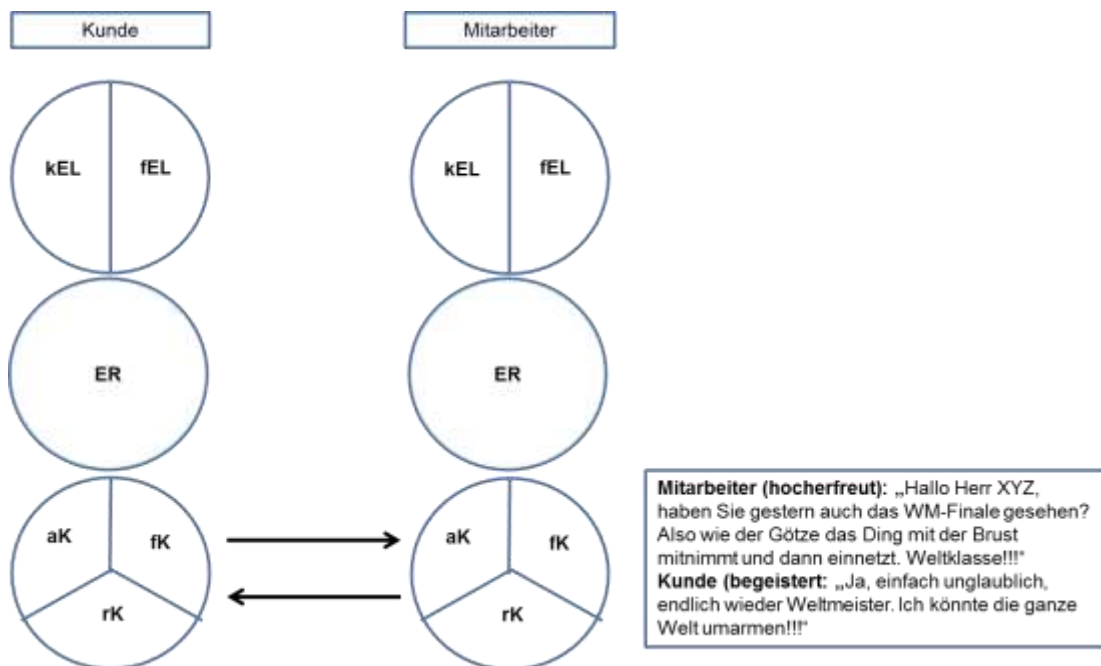 Kunde
Mitarbeiter
kEL
fEL
kEL
fEL
ER
ER
aK
fK
rK
aK
fK
rK
Mitarbeiter (hocherfreut): „Hallo Herr XYZ,
haben Sie gestern auch das WM-Finale gesehen?
Also wie der Götze das Ding mit der Brust
mitnimmt und dann einnetzt. Weltklasse!!!“
Kunde (begeistert: „Ja, einfach unglaublich,
endlich wieder Weltmeister. Ich könnte die ganze
Welt umarmen!!!“